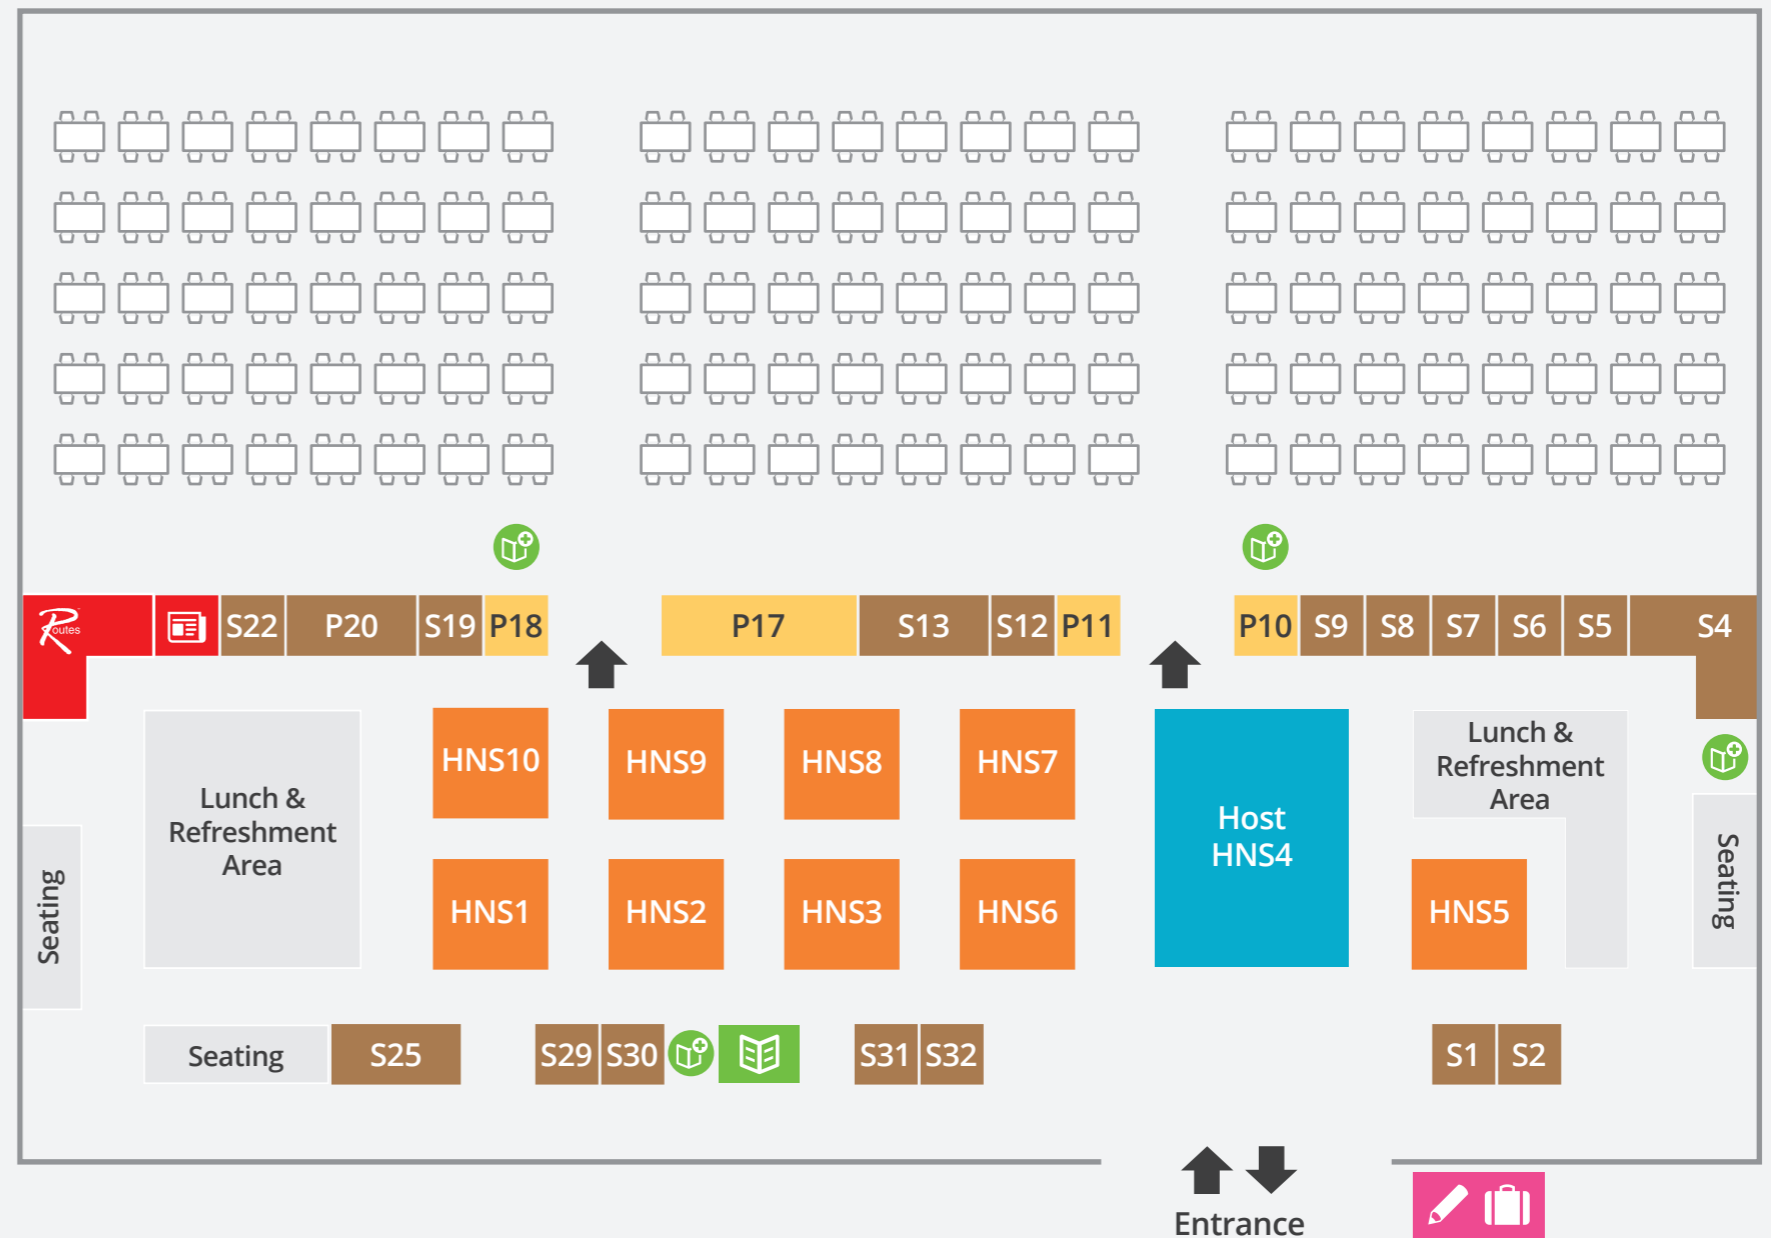 Routes
S22
P20
S19
P18
P17
S13
S12
P11
P10
S9
S8
S7
S6
S5
S4
HNS10
HNS9
HNS8
HNS7
Host
HNS4
Lunch &
Refreshment
Area
Lunch &
Refreshment
Area
Seating
HNS1
HNS2
HNS3
HNS6
HNS5
Seating
Seating
S25
S29
S30
S31
S32
S1
S2
Entrance